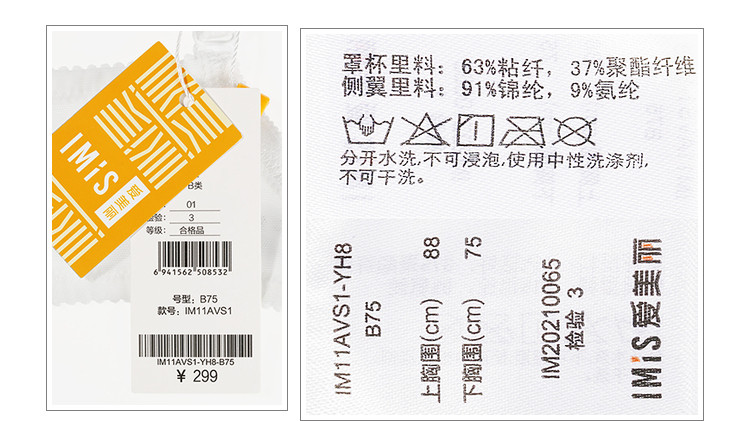 IMiS
爱美丽
B类
01
检验: 3
等级: 合格品
6 941562 508532
号型: B75
款号: IM11AVS1
IM11AVS1-YH8-B75
¥ 299
罩杯里料: 63%粘纤, 37%聚酯纤维
侧翼里料: 91%锦纶, 9%氨纶
分开水洗,不可浸泡,使用中性洗涤剂,
不可干洗。
IM11AVS1-YH8
B75
上胸围(cm) 88
下胸围(cm) 75
IM20210065
检验 3
IMiS 爱美丽